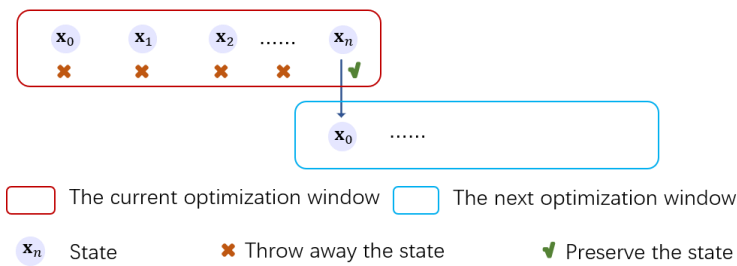 x₀ x₁ x₂ ...... xₙ
x₀ ......
The current optimization window The next optimization window
xₙ State Throw away the state Preserve the state